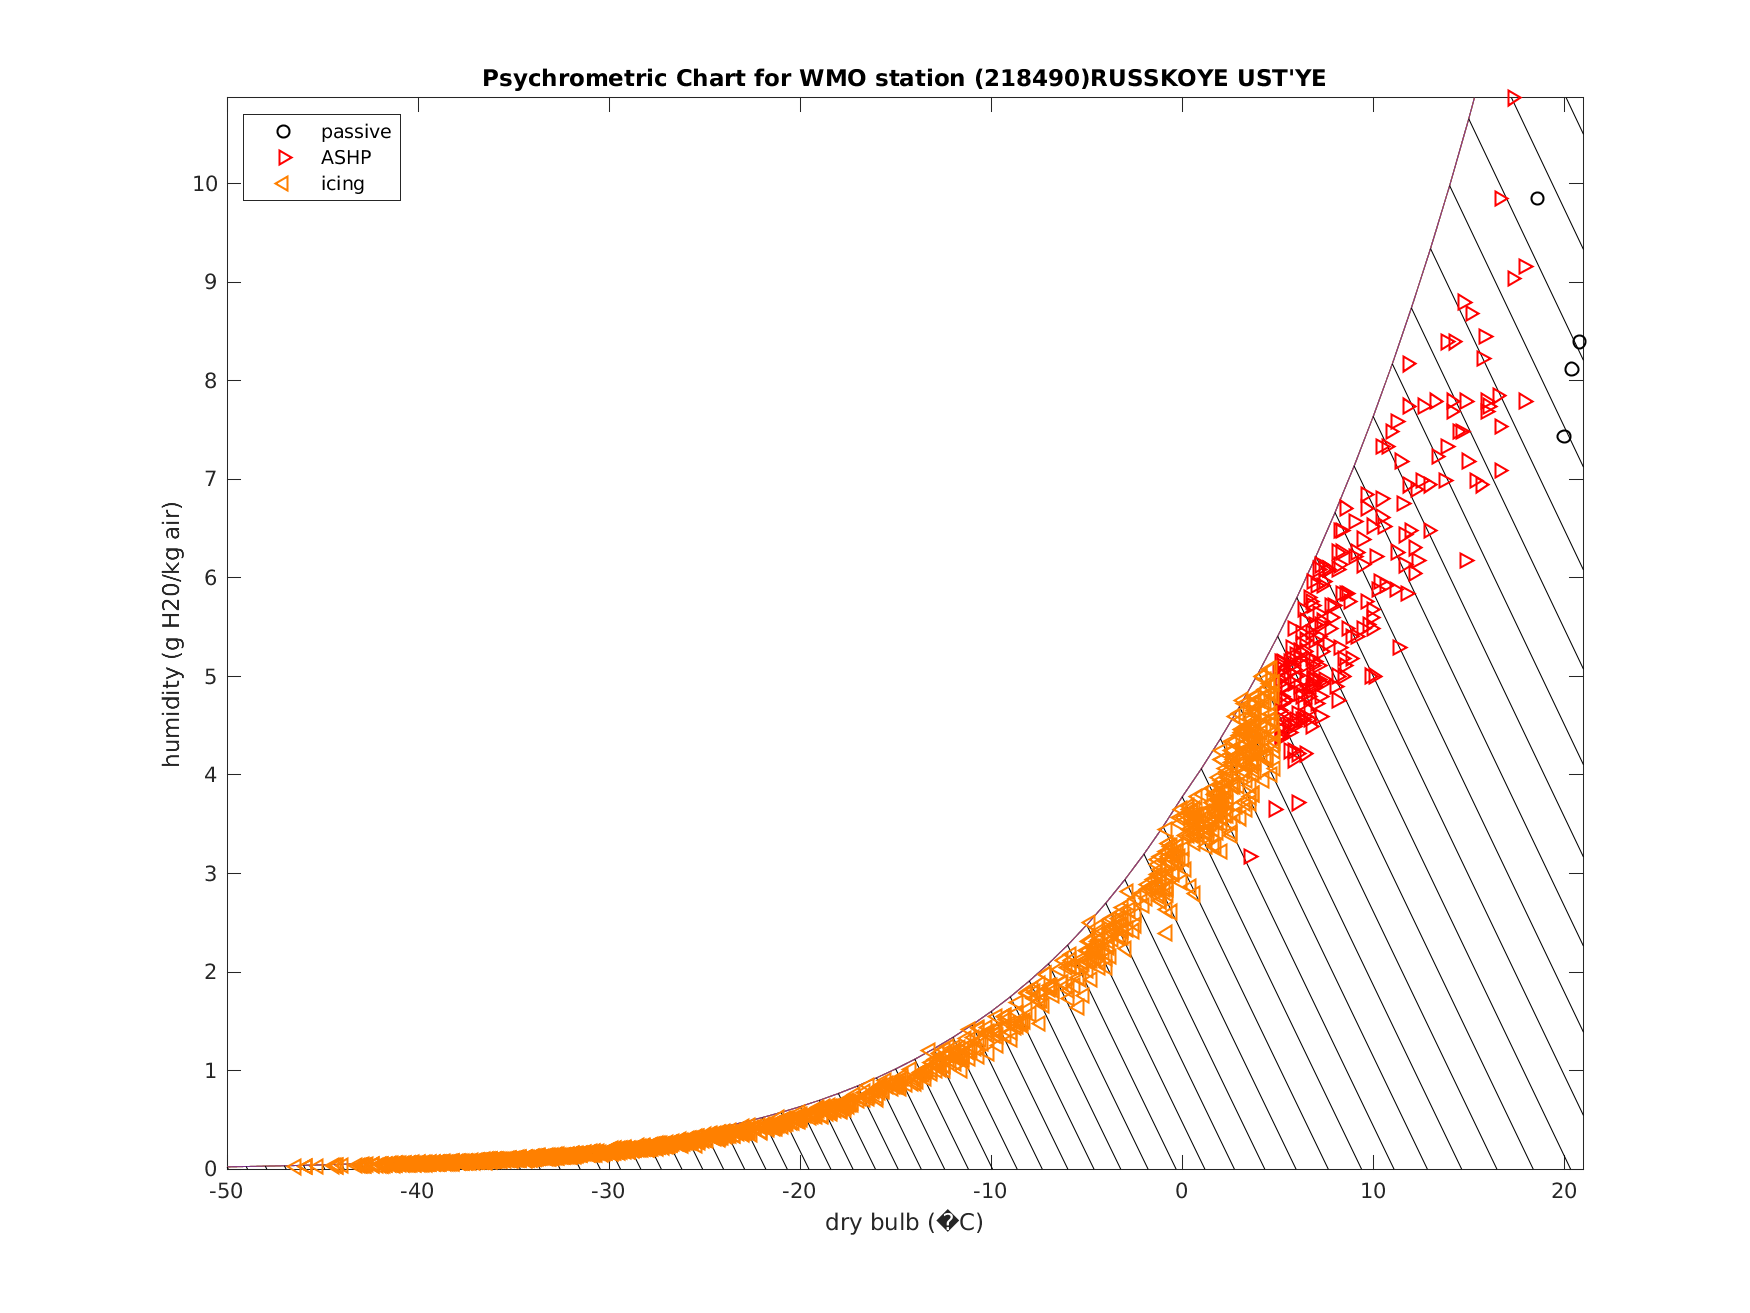 Psychrometric Chart for WMO station (218490)RUSSKOYE UST'YE
passive
ASHP
icing
humidity (g H20/kg air)
10
9
8
7
6
5
4
3
2
1
0
-50 -40 -30 -20 -10 0 10 20
dry bulb (�C)